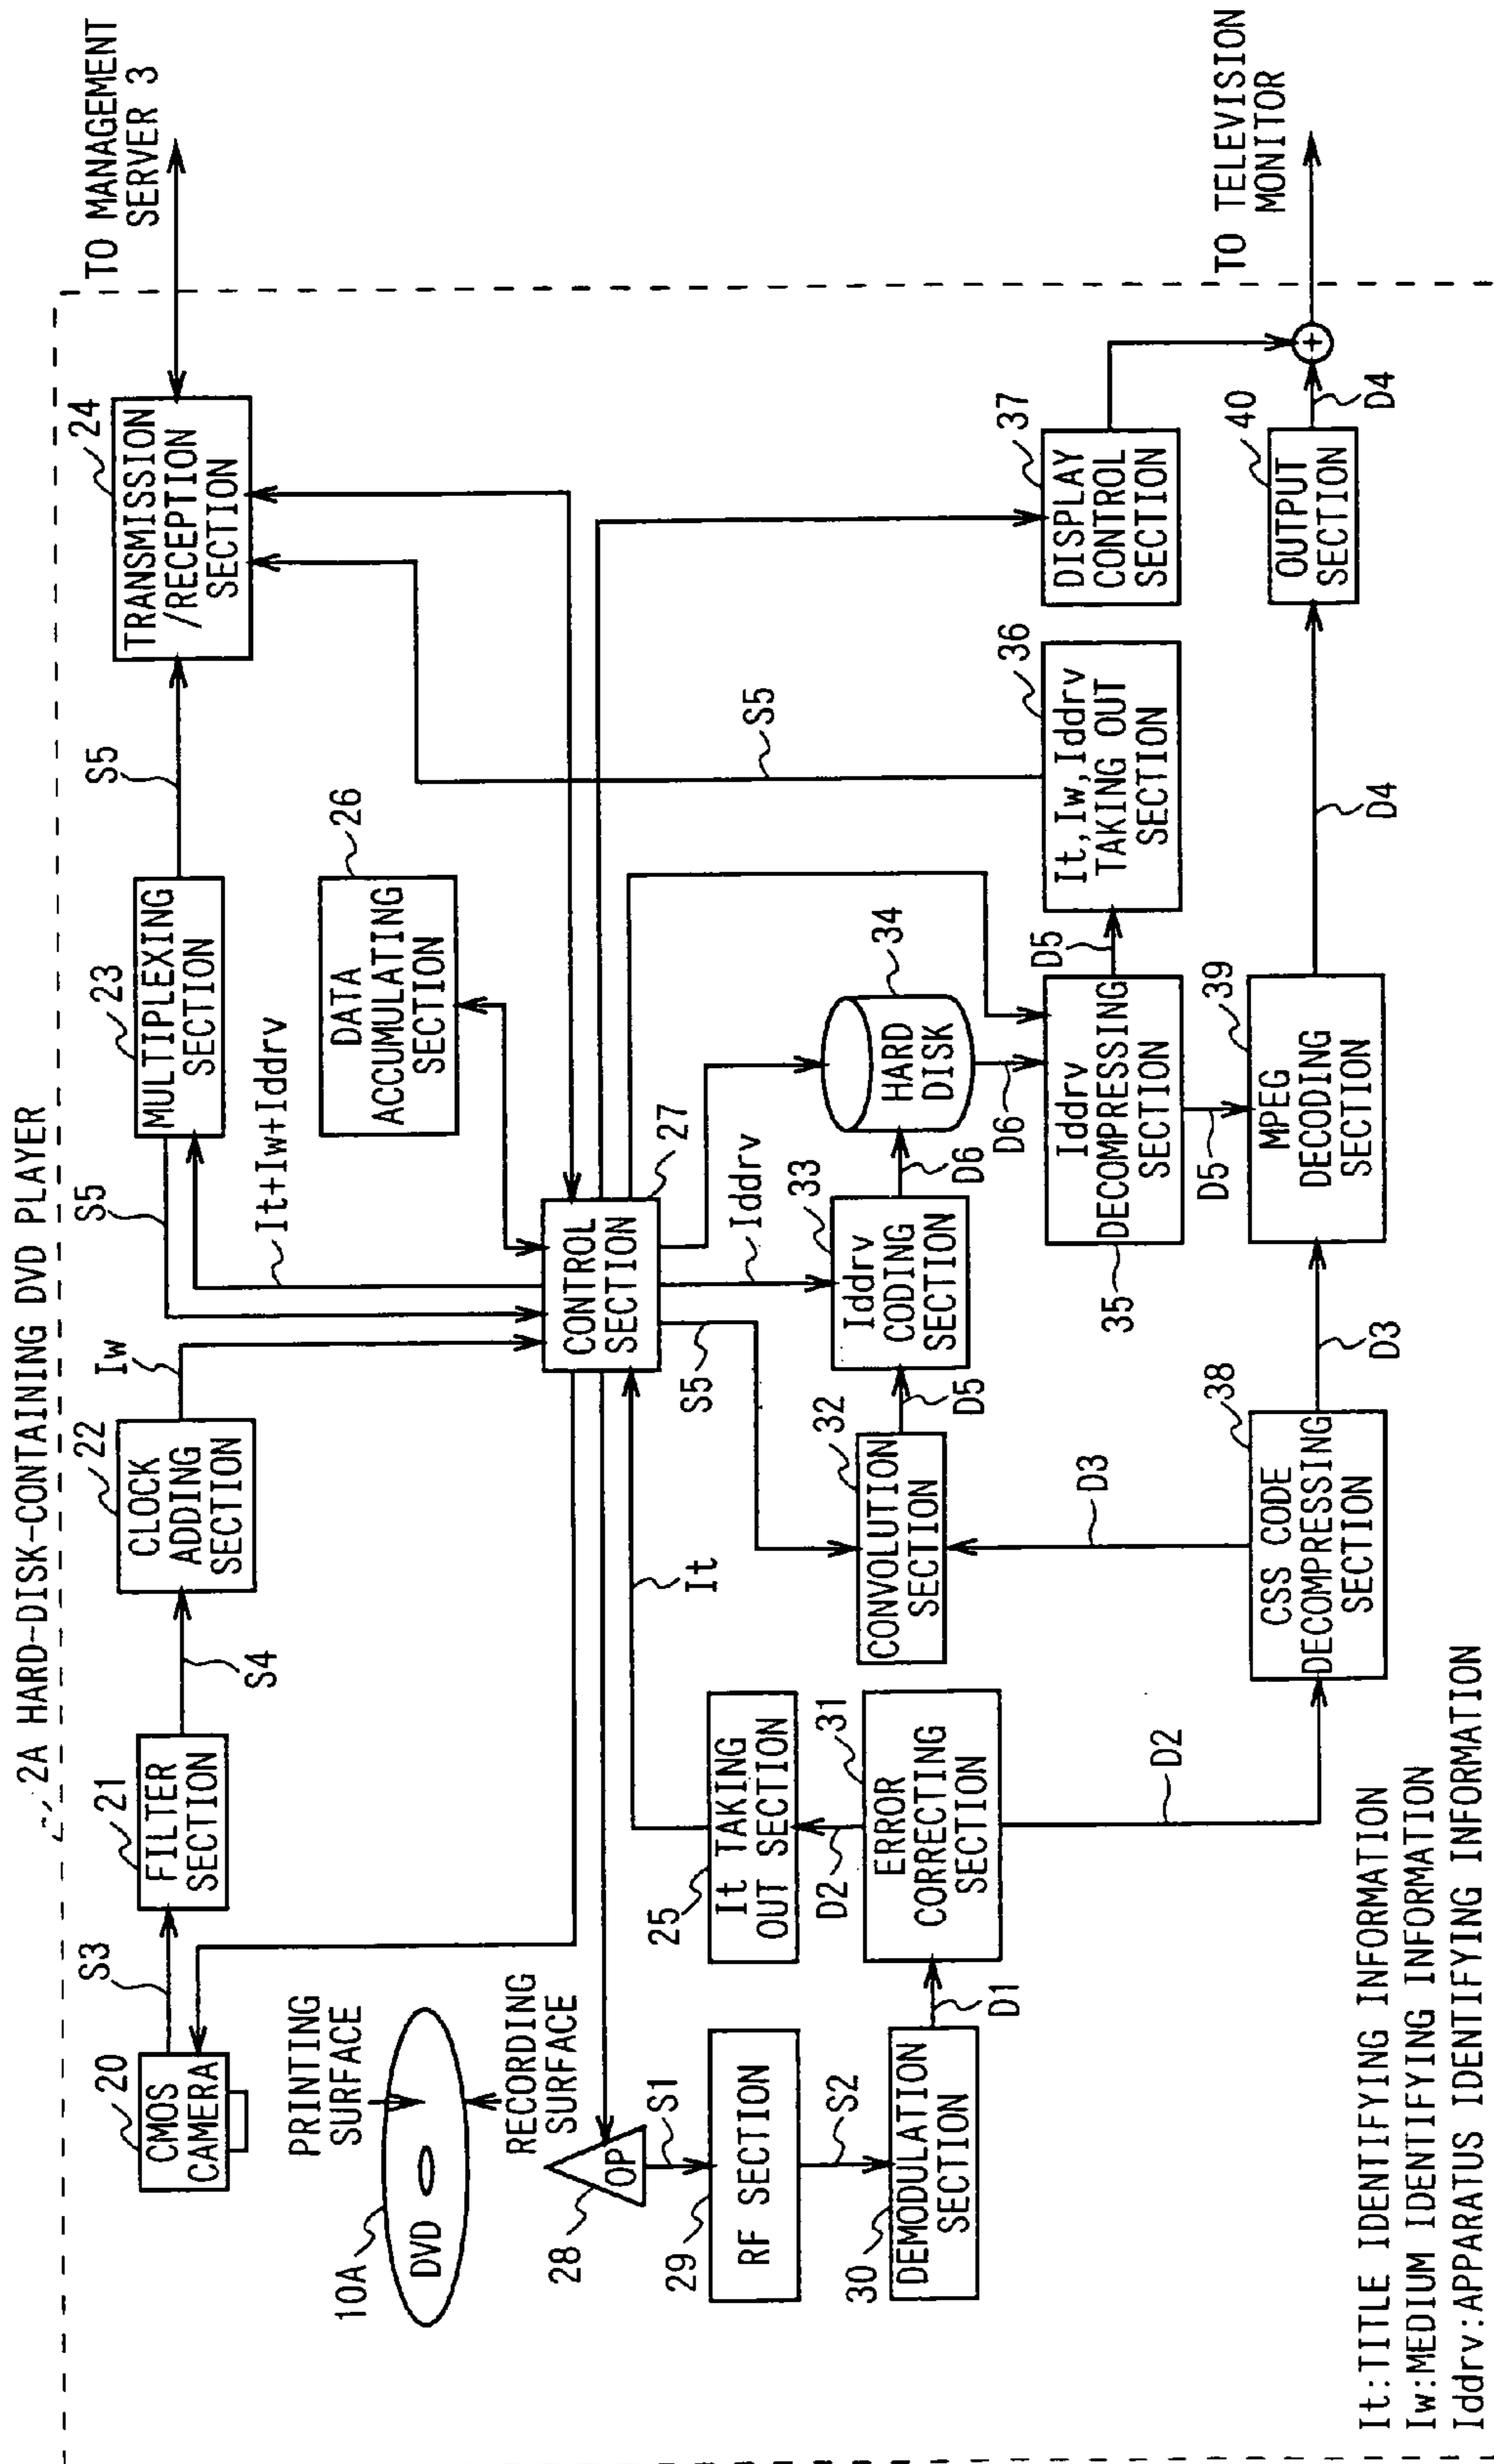 2A HARD-DISK-CONTAINING DVD PLAYER
20
CMOS
CAMERA
S3
21
FILTER
SECTION
S4
22
CLOCK
ADDING
SECTION
Iw
S5
It+Iw+Iddrv
23
MULTIPLEXING
SECTION
S5
24
TRANSMISSION
/RECEPTION
SECTION
TO MANAGEMENT
SERVER 3
PRINTING
SURFACE
10A
DVD
RECORDING
SURFACE
26
DATA
ACCUMULATING
SECTION
28
OP
S1
27
CONTROL
SECTION
29
RF SECTION
S2
25
It TAKING
OUT SECTION
It
S5
Iddrv
S5
30
DEMODULATION
SECTION
D1
D2
31
ERROR
CORRECTING
SECTION
32
CONVOLUTION
SECTION
D5
33
Iddrv
CODING
SECTION
D6
34
HARD
DISK
D6
D2
D3
35
Iddrv
DECOMPRESSING
SECTION
D5
36
It,Iw,Iddrv
TAKING OUT
SECTION
37
DISPLAY
CONTROL
SECTION
38
CSS CODE
DECOMPRESSING
SECTION
D3
D5
39
MPEG
DECODING
SECTION
D4
40
OUTPUT
SECTION
D4
+
TO TELEVISION
MONITOR
It:TITLE IDENTIFYING INFORMATION
Iw:MEDIUM IDENTIFYING INFORMATION
Iddrv:APPARATUS IDENTIFYING INFORMATION